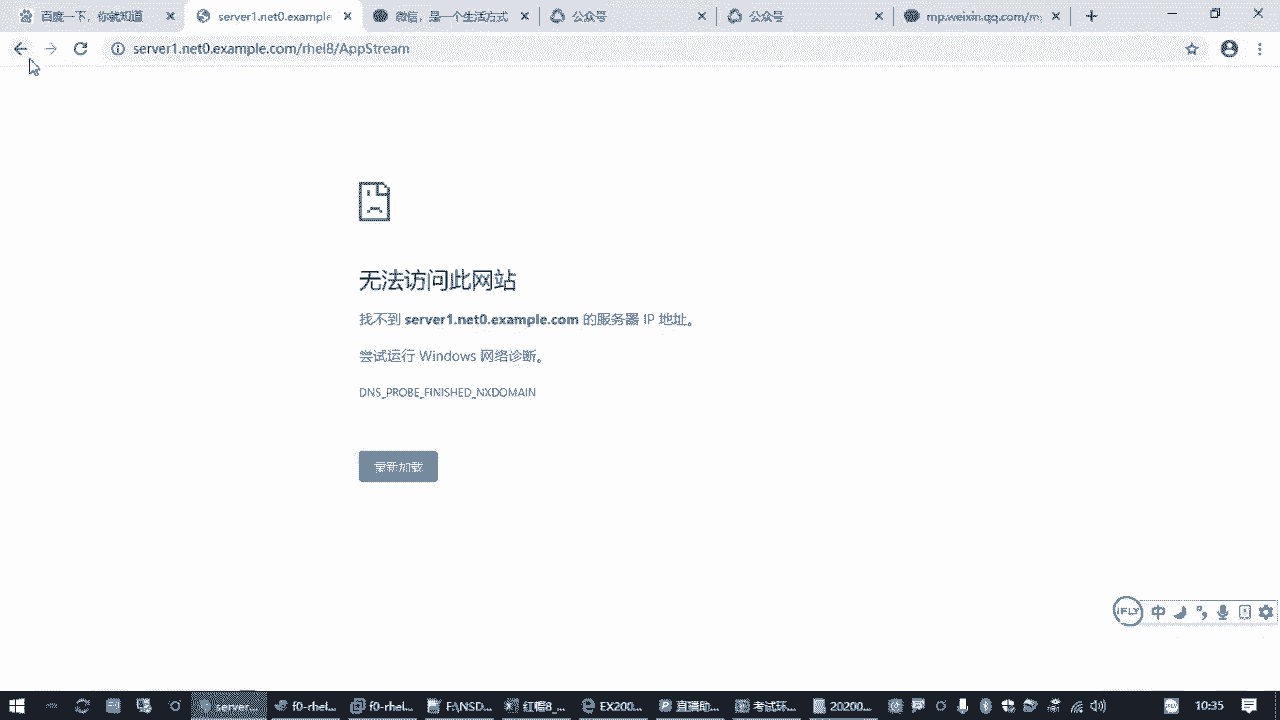 百度一下，你就知道
server1.net0.example
微信，是一个生活方式
公众号
公众号
mp.weixin.qq.com/m
server1.net0.example.com/rhel8/AppStream
无法访问此网站
找不到 server1.net0.example.com 的服务器 IP 地址。
尝试运行 Windows 网络诊断。
DNS_PROBE_FINISHED_NXDOMAIN
重新加载
iFLY 中
server...
f0-rhel...
f0-rhel...
F:\NSD...
红帽8_...
EX200...
直播助...
考试环...
20200...
10:35